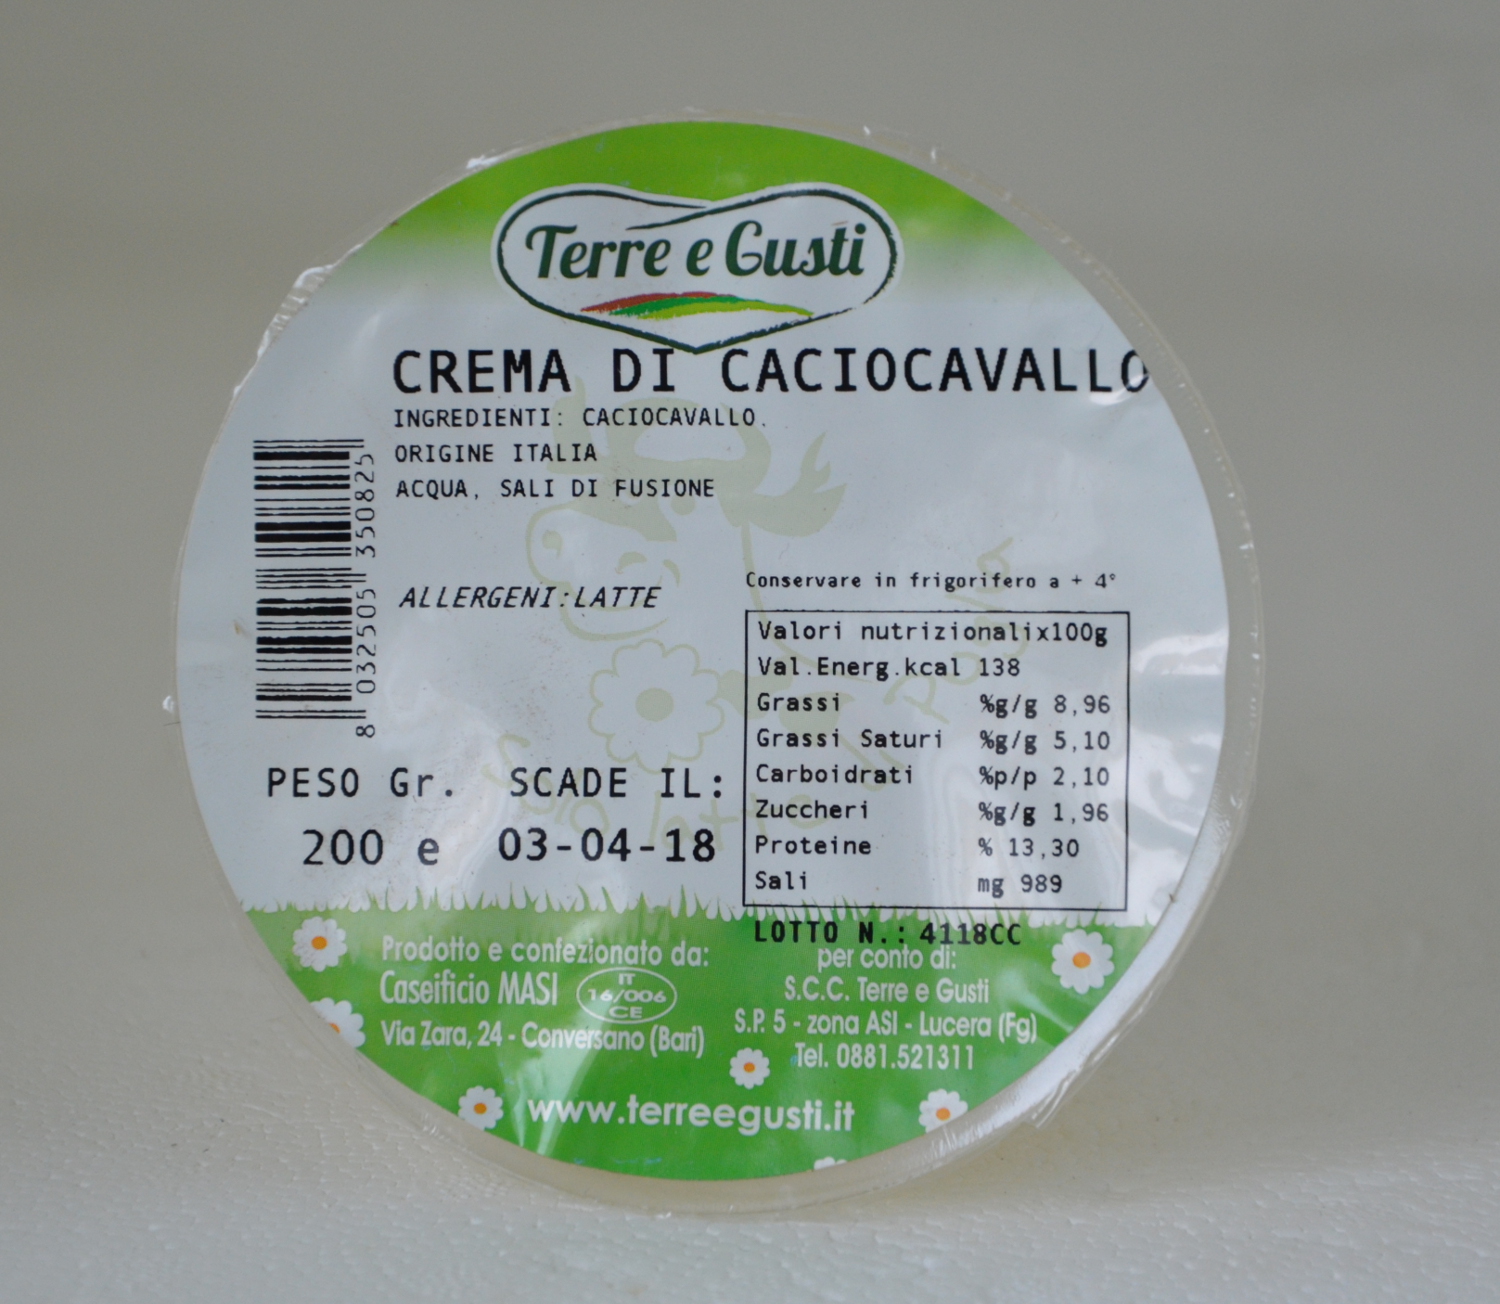 Terre e Gusti
CREMA DI CACIOCAVALLO
INGREDIENTI: CACIOCAVALLO.
ORIGINE ITALIA
ACQUA, SALI DI FUSIONE
ALLERGENI:LATTE
8 032505 350825
Conservare in frigorifero a + 4°
Valori nutrizionalix100g
Val.Energ.kcal 138
Grassi %g/g 8,96
Grassi Saturi %g/g 5,10
Carboidrati %p/p 2,10
Zuccheri %g/g 1,96
Proteine % 13,30
Sali mg 989
PESO Gr. SCADE IL:
200 e 03-04-18
Solo latte di Puglia
LOTTO N.: 4118CC
Prodotto e confezionato da:
Caseificio MASI
IT
16/006
CE
Via Zara, 24 - Conversano (Bari)
per conto di:
S.C.C. Terre e Gusti
S.P. 5 - zona ASI - Lucera (Fg)
Tel. 0881.521311
www.terreegusti.it